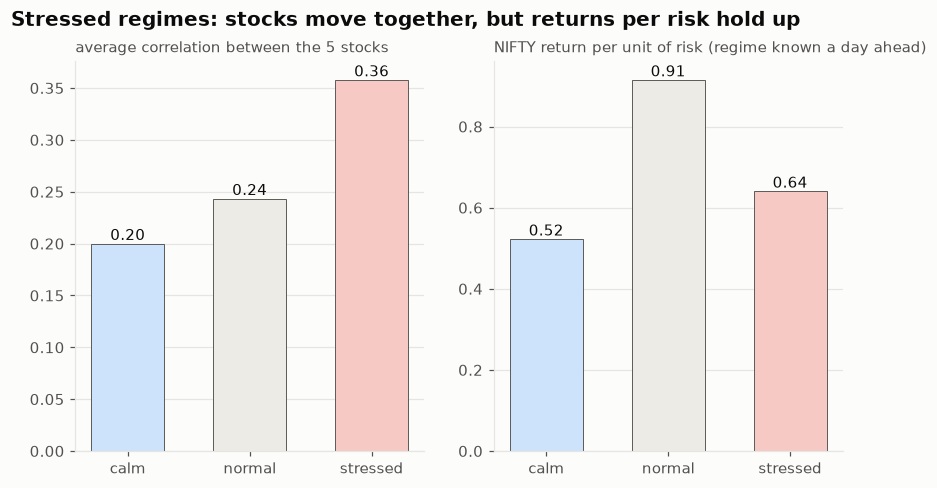 Stressed regimes: stocks move together, but returns per risk hold up
average correlation between the 5 stocks
0.35
0.30
0.25
0.20
0.15
0.10
0.05
0.00
0.20
0.24
0.36
calm
normal
stressed
NIFTY return per unit of risk (regime known a day ahead)
0.8
0.6
0.4
0.2
0.0
0.52
0.91
0.64
calm
normal
stressed